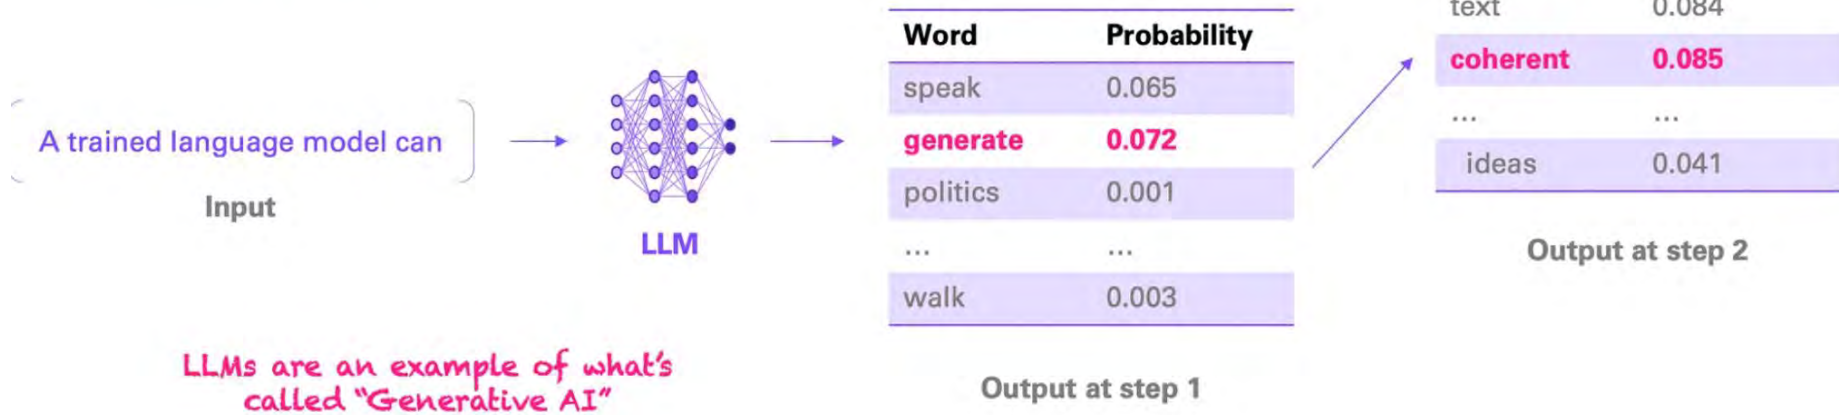 A trained language model can
Input
LLM
LLMs are an example of what's
called "Generative AI"
Word Probability
speak 0.065
generate 0.072
politics 0.001
... ...
walk 0.003
Output at step 1
text 0.084
coherent 0.085
... ...
ideas 0.041
Output at step 2